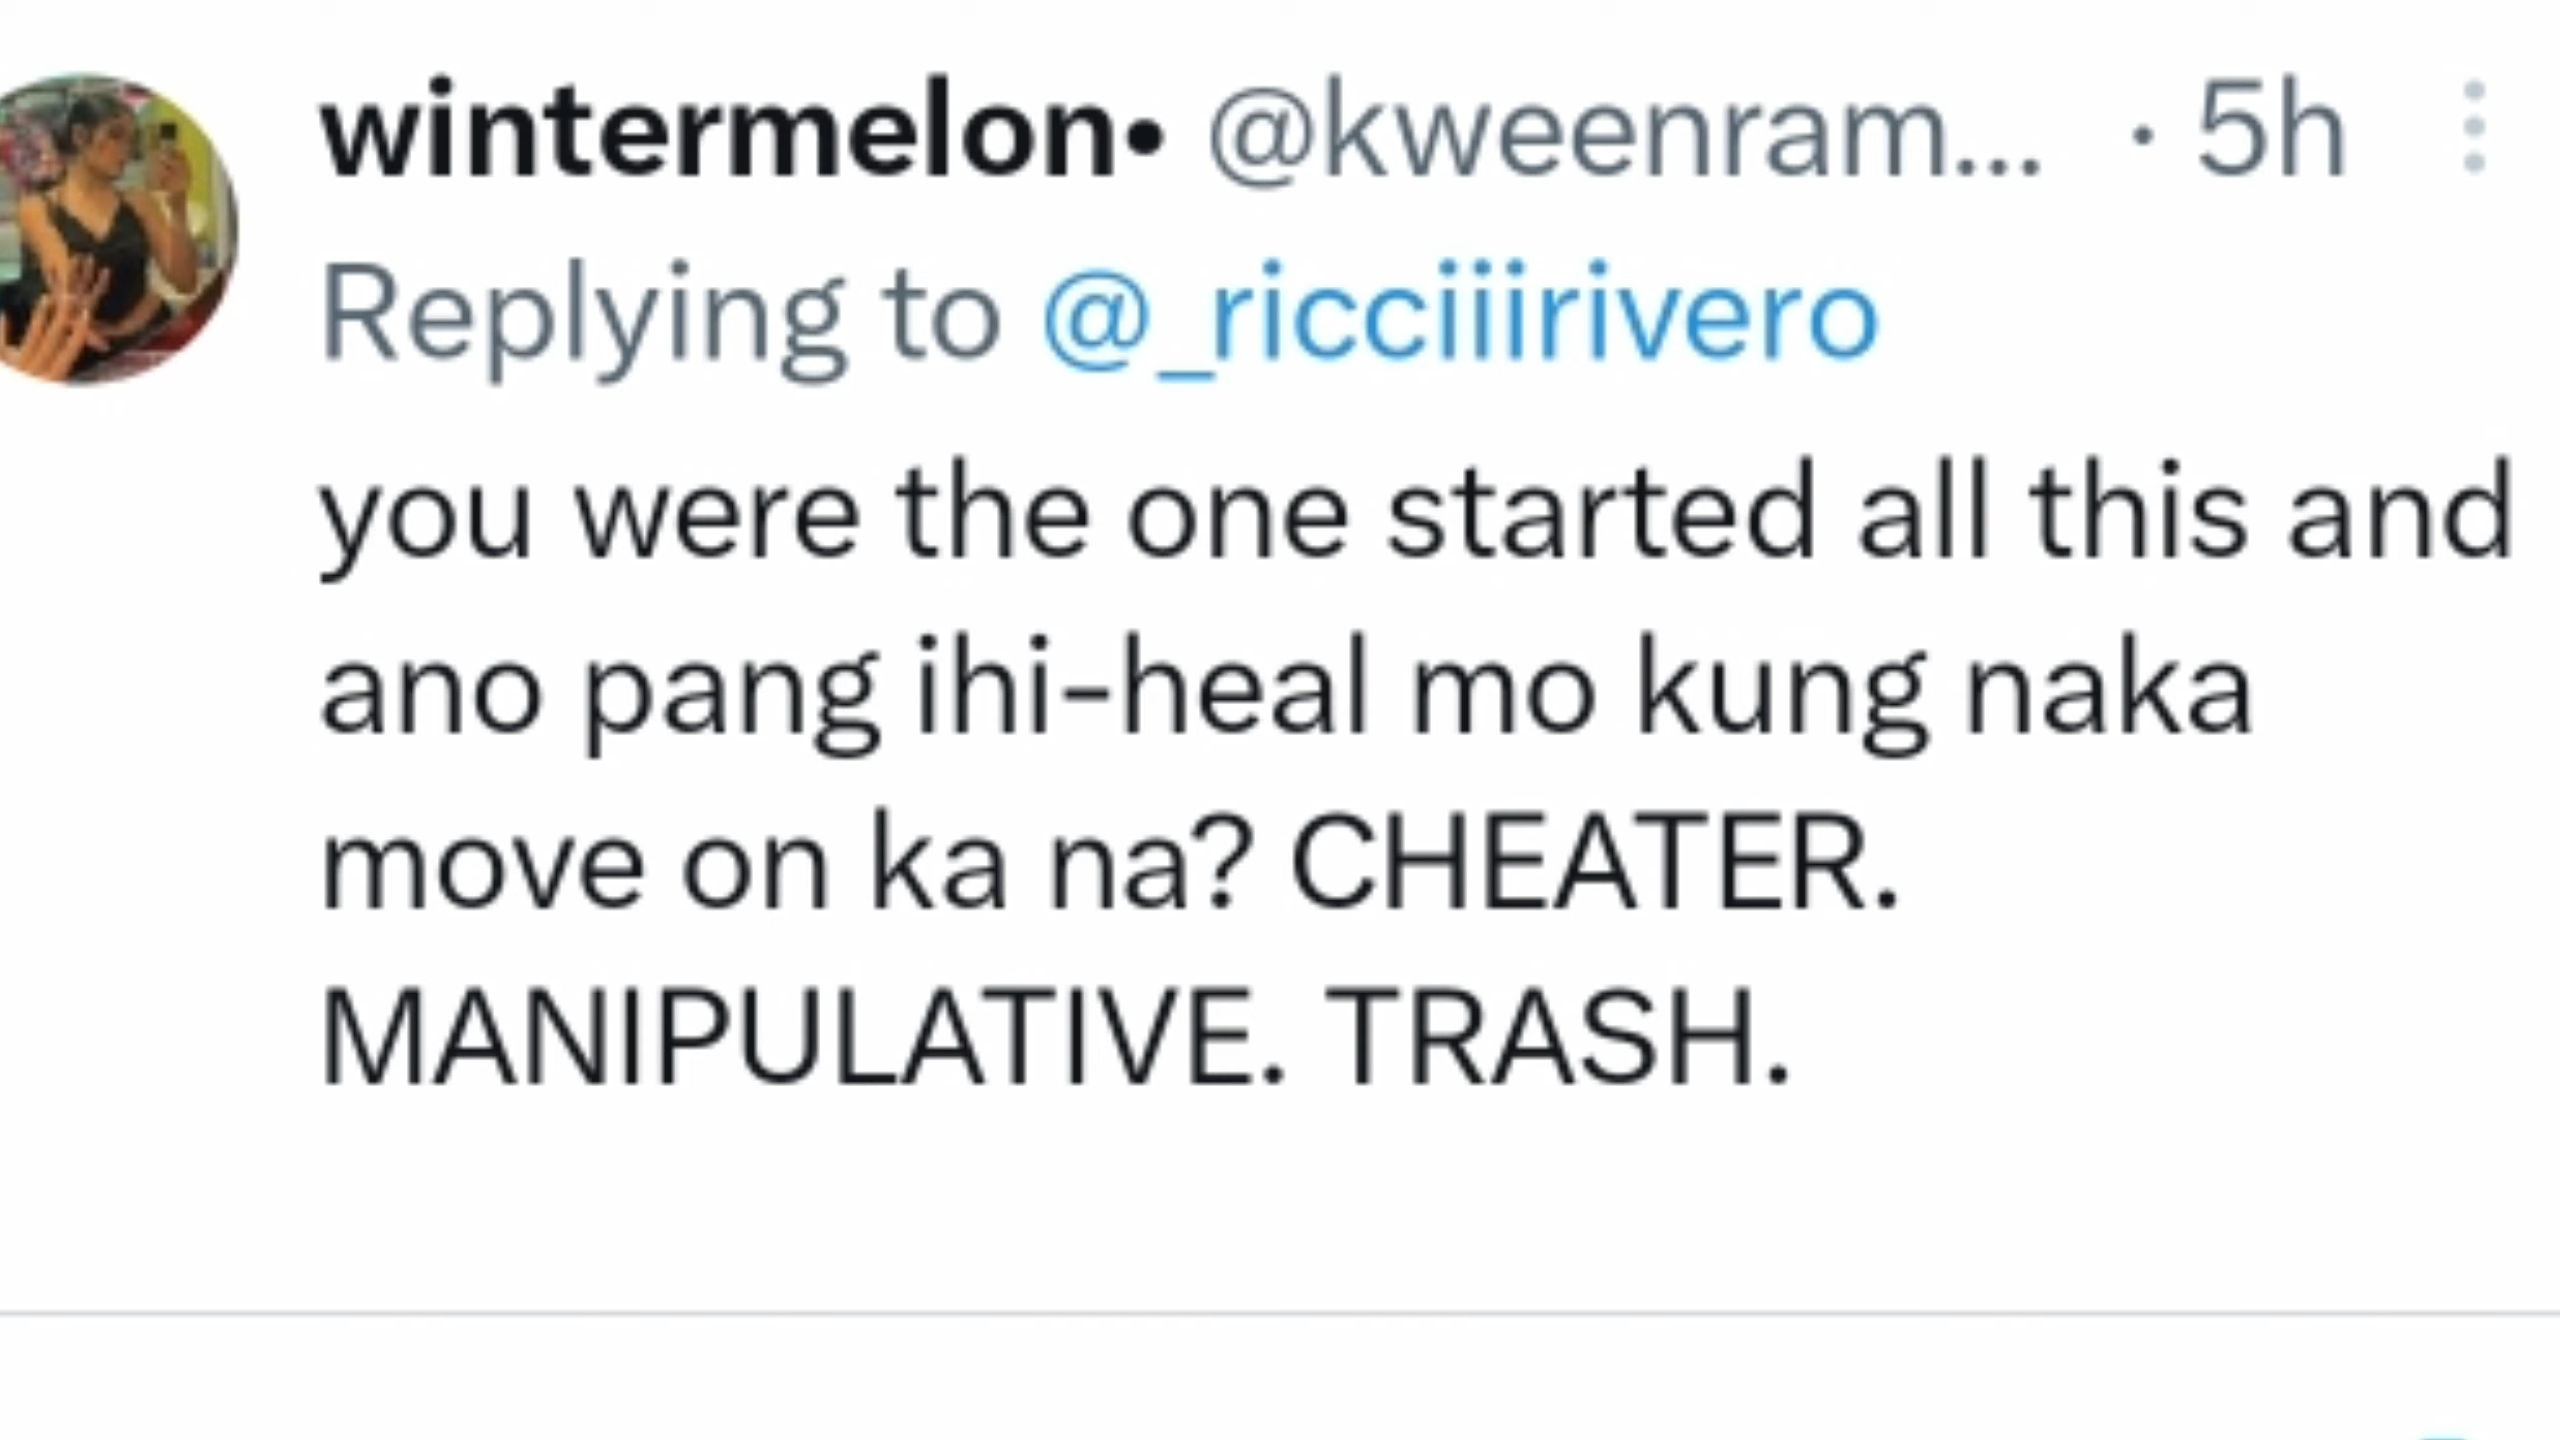 wintermelon• @kweenram... · 5h
Replying to @_ricciiirivero
you were the one started all this and
ano pang ihi-heal mo kung naka
move on ka na? CHEATER.
MANIPULATIVE. TRASH.